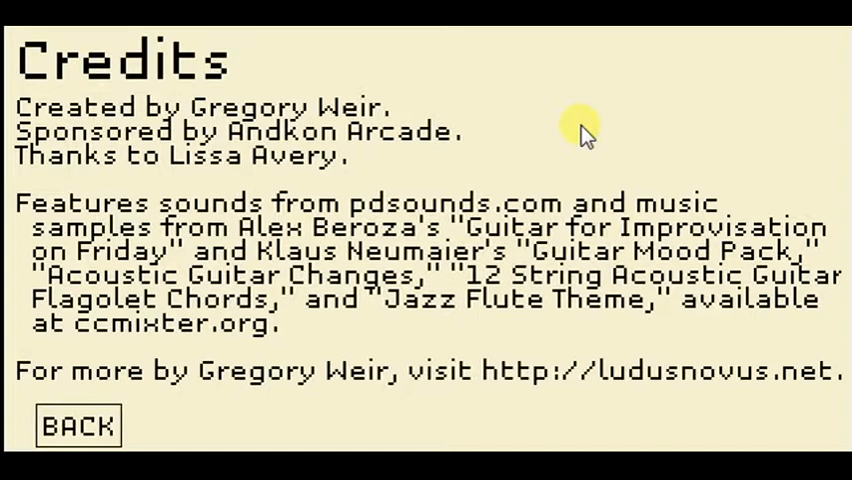 Credits
Created by Gregory Weir.
Sponsored by Andkon Arcade.
Thanks to Lissa Avery.
Features sounds from pdsounds.com and music
samples from Alex Beroza's "Guitar for Improvisation
on Friday" and Klaus Neumaier's "Guitar Mood Pack,"
"Acoustic Guitar Changes," "12 String Acoustic Guitar
Flagolet Chords," and "Jazz Flute Theme," available
at ccmixter.org.
For more by Gregory Weir, visit http://ludusnovus.net.
BACK